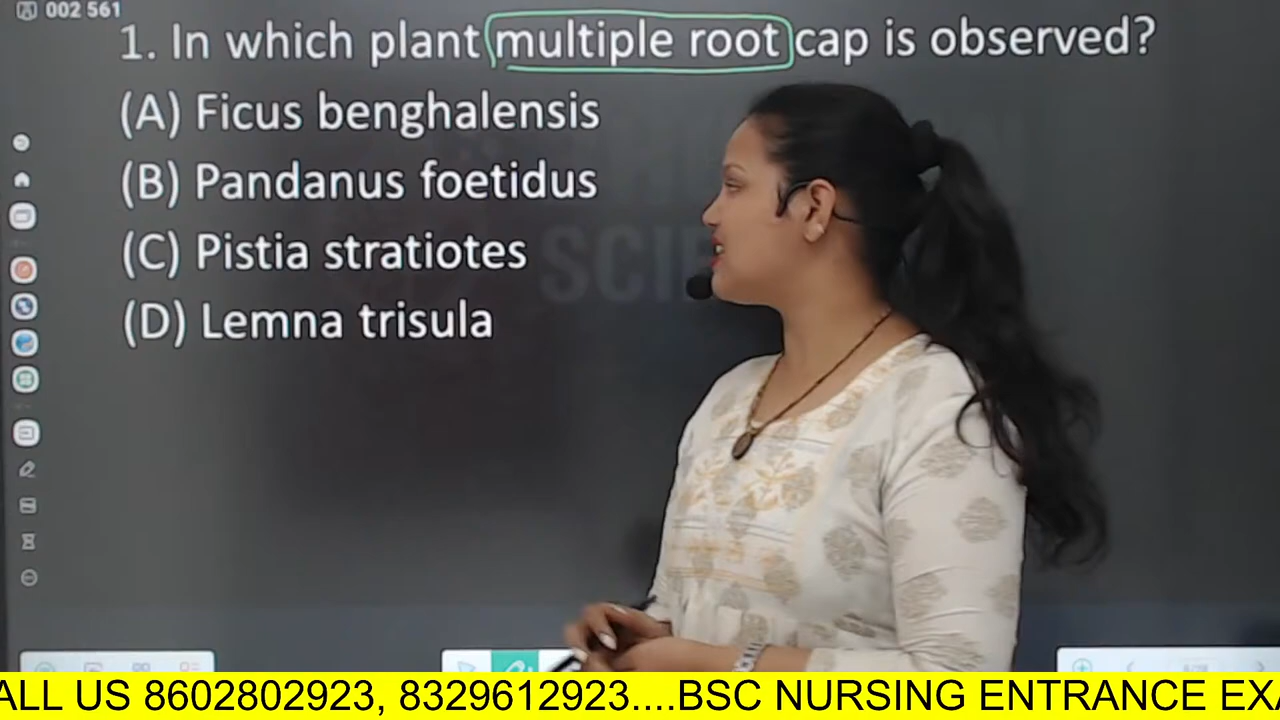 002 561
1. In which plant multiple root cap is observed?
(A) Ficus benghalensis
(B) Pandanus foetidus
(C) Pistia stratiotes
(D) Lemna trisula
ALL US 8602802923, 8329612923....BSC NURSING ENTRANCE EXA